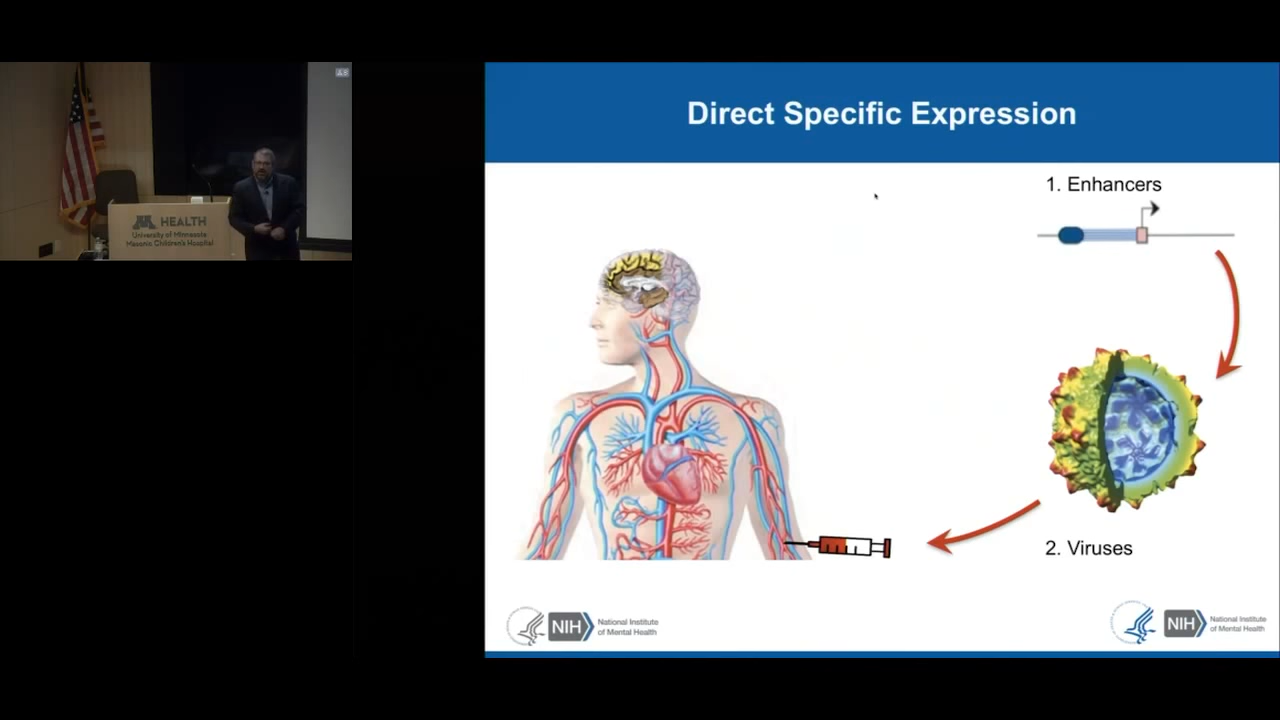 M HEALTH
University of Minnesota
Masonic Children's Hospital
Direct Specific Expression
1. Enhancers
2. Viruses
NIH
National Institute
of Mental Health
NIH
National Institute
of Mental Health